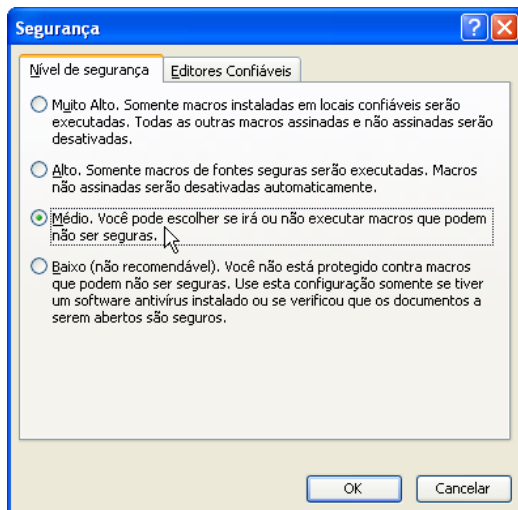 Segurança
Nível de segurança
Editores Confiáveis
Muito Alto. Somente macros instaladas em locais confiáveis serão
executadas. Todas as outras macros assinadas e não assinadas serão
desativadas.
Alto. Somente macros de fontes seguras serão executadas. Macros
não assinadas serão desativadas automaticamente.
Médio. Você pode escolher se irá ou não executar macros que podem
não ser seguras.
Baixo (não recomendável). Você não está protegido contra macros
que podem não ser seguras. Use esta configuração somente se tiver
um software antivírus instalado ou se verificou que os documentos a
serem abertos são seguros.
OK
Cancelar